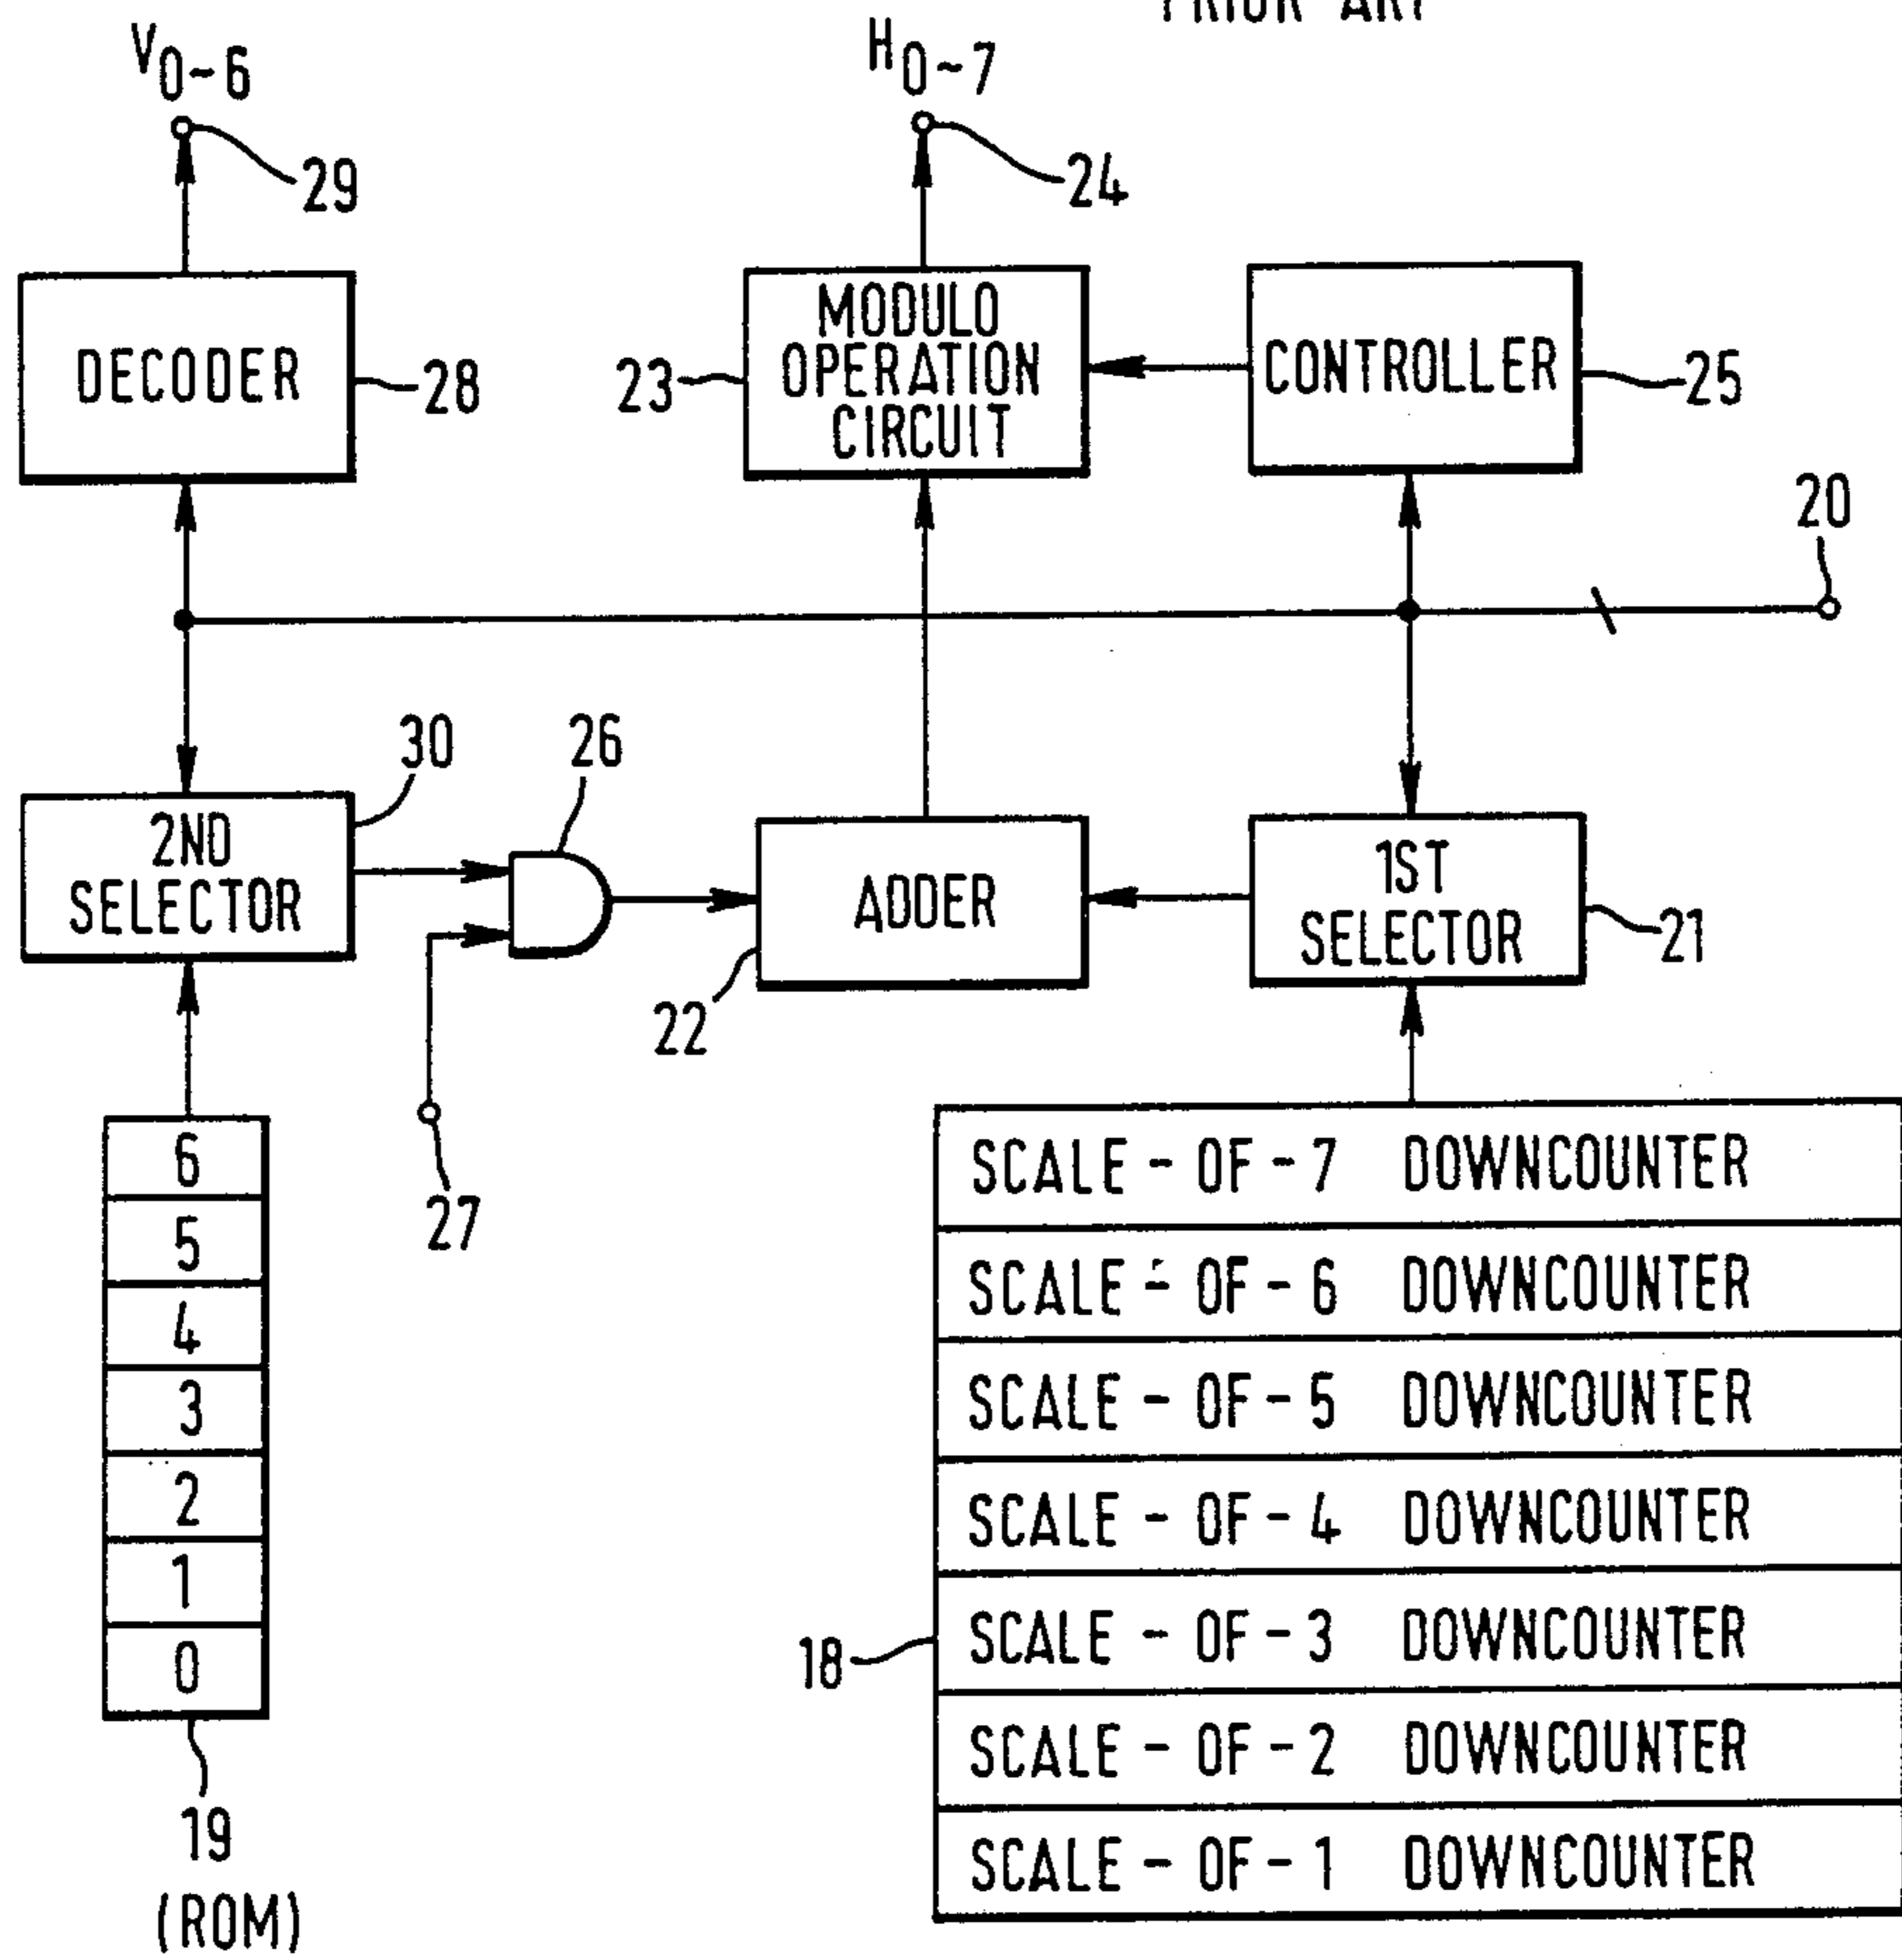 PRIOR ART
V0~6
H0~7
29
24
DECODER
28
23
MODULO
OPERATION
CIRCUIT
CONTROLLER
25
20
30
26
2ND
SELECTOR
ADDER
22
1ST
SELECTOR
21
27
6
5
4
3
2
1
0
19
(ROM)
18
SCALE - OF - 7 DOWNCOUNTER
SCALE - OF - 6 DOWNCOUNTER
SCALE - OF - 5 DOWNCOUNTER
SCALE - OF - 4 DOWNCOUNTER
SCALE - OF - 3 DOWNCOUNTER
SCALE - OF - 2 DOWNCOUNTER
SCALE - OF - 1 DOWNCOUNTER